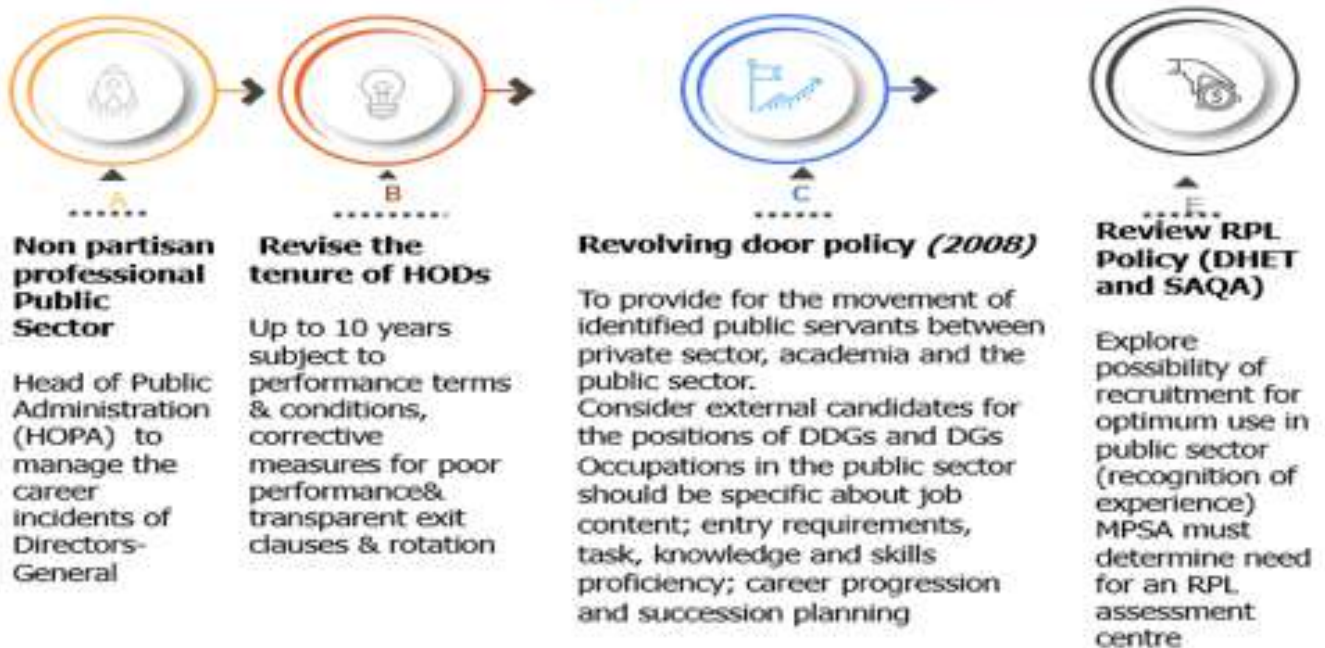 A
Non partisan
professional
Public
Sector
Head of Public
Administration
(HOPA) to
manage the
career
incidents of
Directors-
General
B
Revise the
tenure of HODs
Up to 10 years
subject to
performance terms
& conditions,
corrective
measures for poor
performance&
transparent exit
clauses & rotation
C
Revolving door policy (2008)
To provide for the movement of
identified public servants between
private sector, academia and the
public sector.
Consider external candidates for
the positions of DDGs and DGs
Occupations in the public sector
should be specific about job
content; entry requirements,
task, knowledge and skills
proficiency; career progression
and succession planning
E
Review RPL
Policy (DHET
and SAQA)
Explore
possibility of
recruitment for
optimum use in
public sector
(recognition of
experience)
MPSA must
determine need
for an RPL
assessment
centre